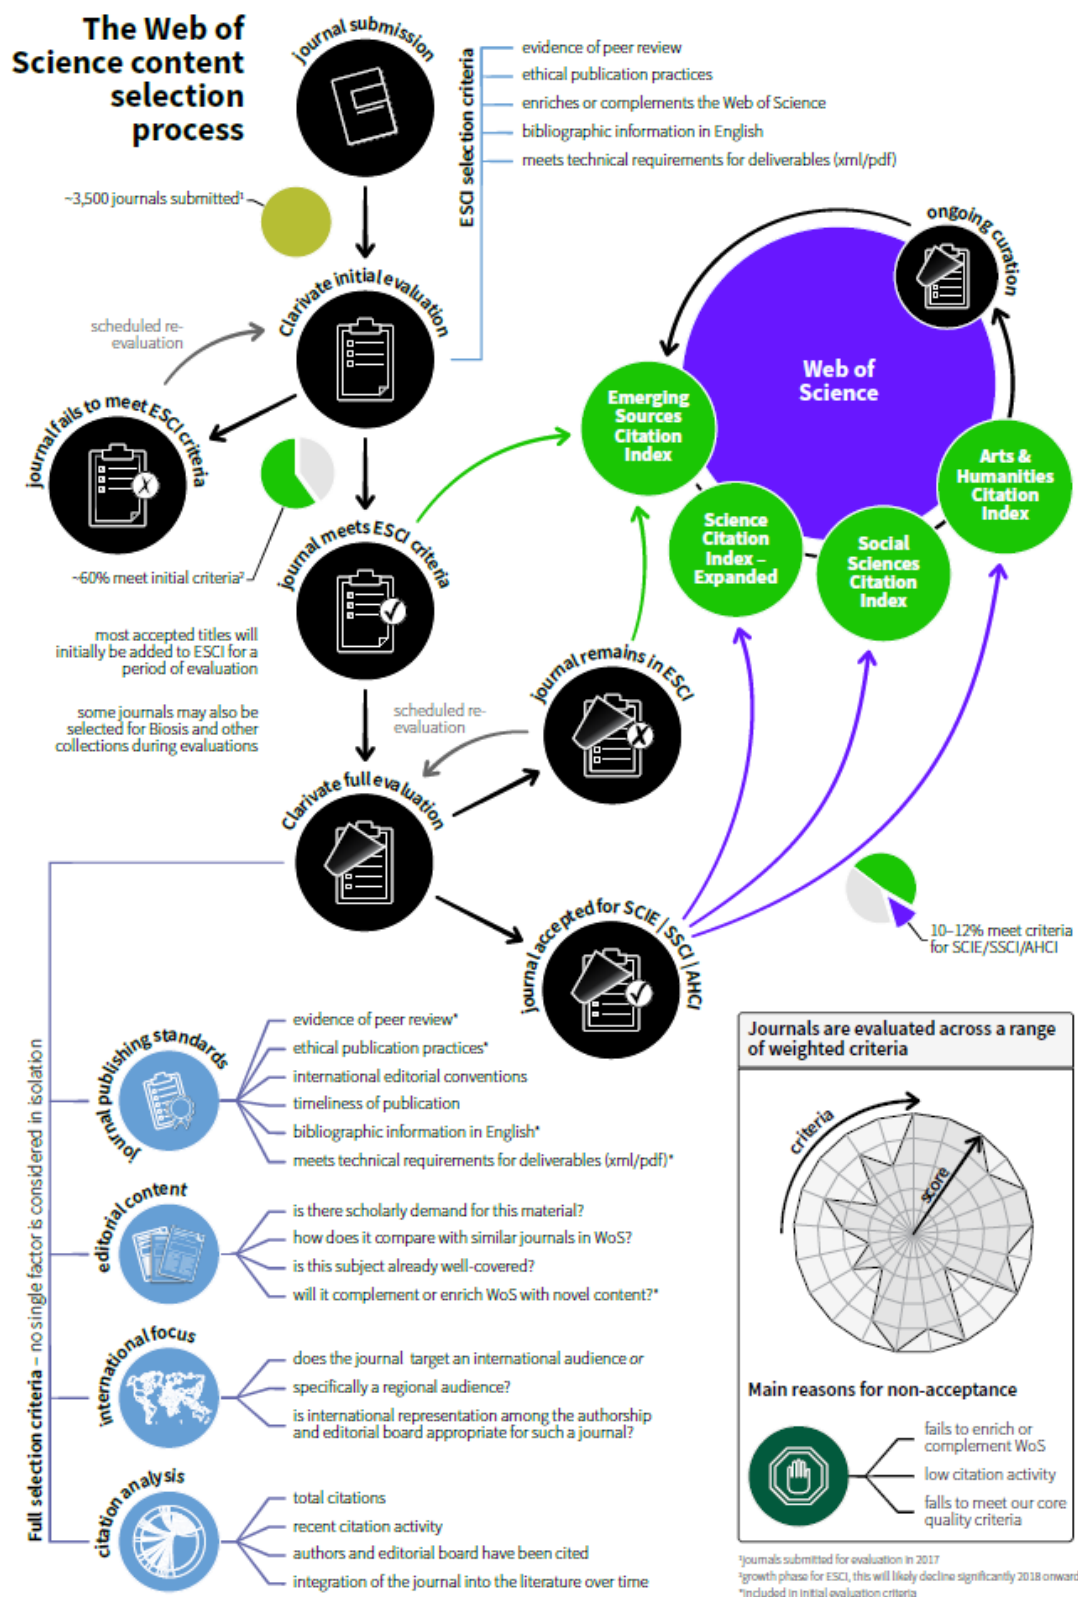 The Web of
Science content
selection
process
journal submission
ESCI selection criteria
evidence of peer review
ethical publication practices
enriches or complements the Web of Science
bibliographic information in English
meets technical requirements for deliverables (xml/pdf)
~3,500 journals submitted¹
Clarivate initial evaluation
scheduled re-
evaluation
journal fails to meet ESCI criteria
X
~60% meet initial criteria²
journal meets ESCI criteria
most accepted titles will
initially be added to ESCI for a
period of evaluation
some journals may also be
selected for Biosis and other
collections during evaluations
ongoing curation
Web of
Science
Emerging
Sources
Citation
Index
Science
Citation
Index –
Expanded
Social
Sciences
Citation
Index
Arts &
Humanities
Citation
Index
journal remains in ESCI
X
scheduled re-
evaluation
Clarivate full evaluation
journal accepted for SCIE | SSCI | AHCI
10–12% meet criteria
for SCIE/SSCI/AHCI
Full selection criteria – no single factor is considered in isolation
journal publishing standards
evidence of peer review*
ethical publication practices*
international editorial conventions
timeliness of publication
bibliographic information in English*
meets technical requirements for deliverables (xml/pdf)*
editorial content
is there scholarly demand for this material?
how does it compare with similar journals in WoS?
is this subject already well-covered?
will it complement or enrich WoS with novel content?*
international focus
does the journal target an international audience or
specifically a regional audience?
is international representation among the authorship
and editorial board appropriate for such a journal?
citation analysis
total citations
recent citation activity
authors and editorial board have been cited
integration of the journal into the literature over time
Journals are evaluated across a range
of weighted criteria
criteria
score
Main reasons for non-acceptance
fails to enrich or
complement WoS
low citation activity
fails to meet our core
quality criteria
¹journals submitted for evaluation in 2017
²growth phase for ESCI, this will likely decline significantly 2018 onward
*included in initial evaluation criteria